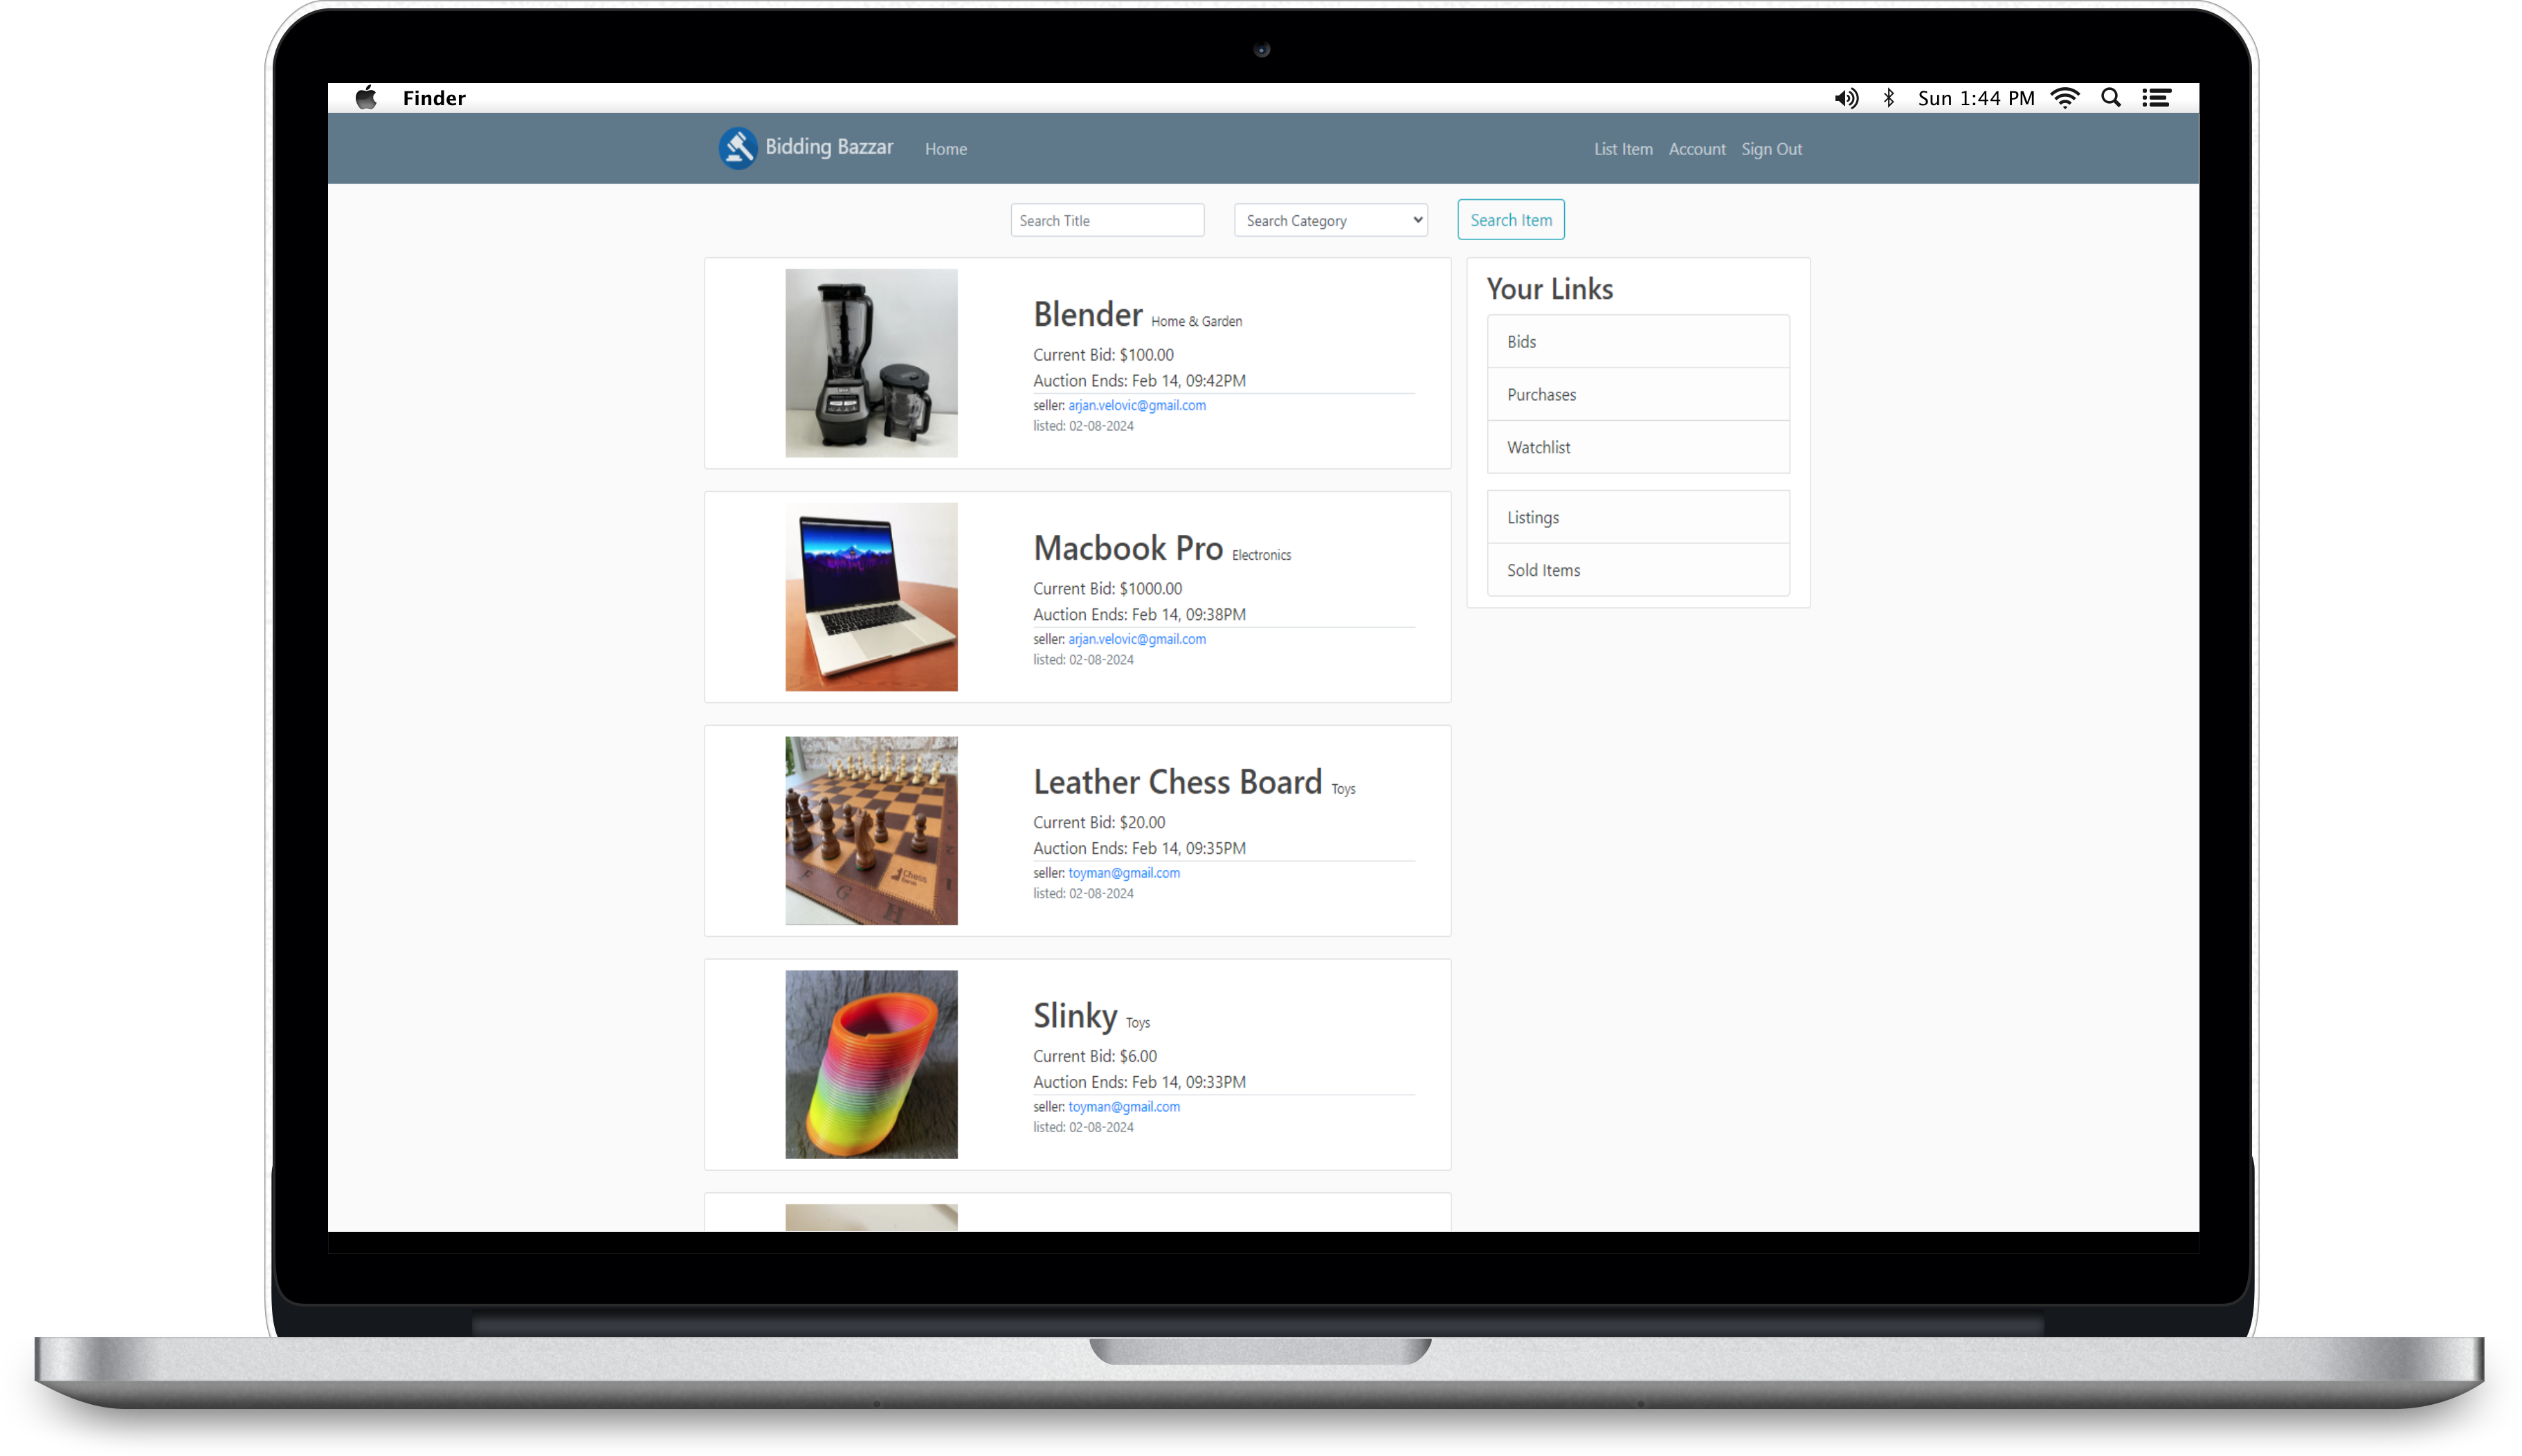 Finder
Sun 1:44 PM
Bidding Bazzar Home List Item Account Sign Out
Search Title Search Category Search Item
Blender Home & Garden
Current Bid: $100.00
Auction Ends: Feb 14, 09:42PM
seller: arjan.velovic@gmail.com
listed: 02-08-2024
Macbook Pro Electronics
Current Bid: $1000.00
Auction Ends: Feb 14, 09:38PM
seller: arjan.velovic@gmail.com
listed: 02-08-2024
Leather Chess Board Toys
Current Bid: $20.00
Auction Ends: Feb 14, 09:35PM
seller: toyman@gmail.com
listed: 02-08-2024
Chess
F G H
Slinky Toys
Current Bid: $6.00
Auction Ends: Feb 14, 09:33PM
seller: toyman@gmail.com
listed: 02-08-2024
Your Links
Bids
Purchases
Watchlist
Listings
Sold Items